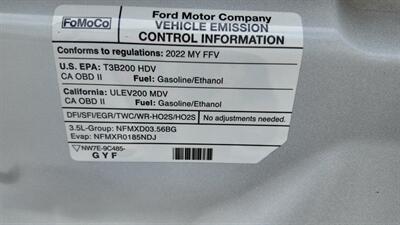 FoMoCo
Ford Motor Company
VEHICLE EMISSION
CONTROL INFORMATION
Conforms to regulations: 2022 MY FFV
U.S. EPA: T3B200 HDV
CA OBD II Fuel: Gasoline/Ethanol
California: ULEV200 MDV
CA OBD II Fuel: Gasoline/Ethanol
DFI/SFI/EGR/TWC/WR-HO2S/HO2S No adjustments needed.
3.5L-Group: NFMXD03.56BG
Evap: NFMXR0185NDJ
NW7E-9C485-
GYF